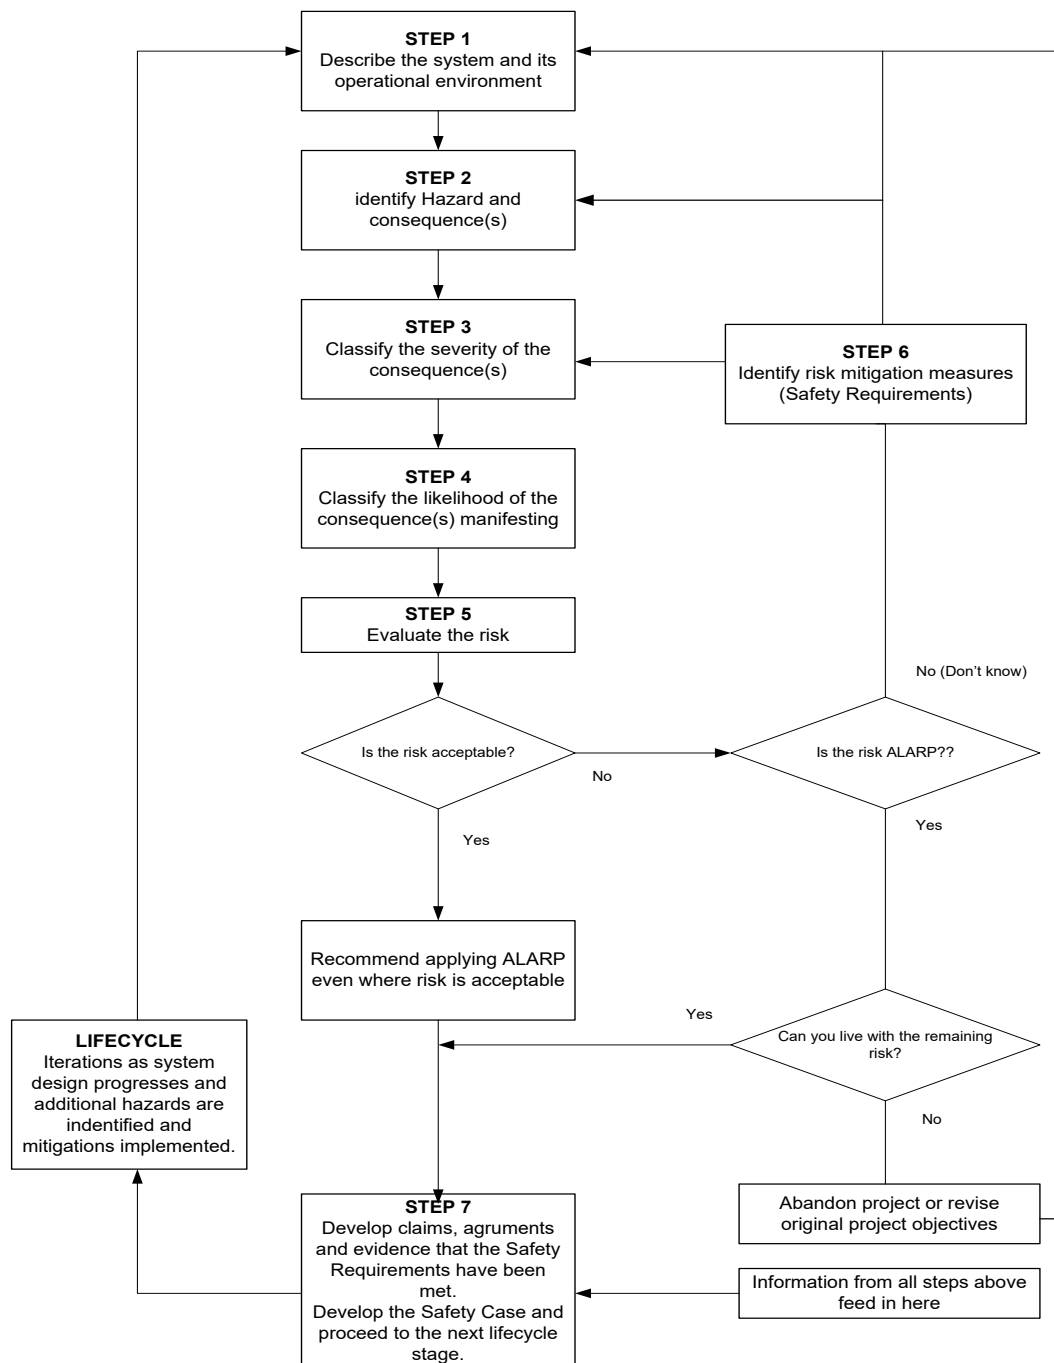 STEP 1
Describe the system and its
operational environment
STEP 2
identify Hazard and
consequence(s)
STEP 3
Classify the severity of the
consequence(s)
STEP 6
Identify risk mitigation measures
(Safety Requirements)
STEP 4
Classify the likelihood of the
consequence(s) manifesting
STEP 5
Evaluate the risk
No (Don't know)
Is the risk acceptable?
No
Is the risk ALARP??
Yes
Yes
Recommend applying ALARP
even where risk is acceptable
Yes
Can you live with the remaining
risk?
No
LIFECYCLE
Iterations as system
design progresses and
additional hazards are
indentified and
mitigations implemented.
Abandon project or revise
original project objectives
STEP 7
Develop claims, agruments
and evidence that the Safety
Requirements have been
met.
Develop the Safety Case and
proceed to the next lifecycle
stage.
Information from all steps above
feed in here